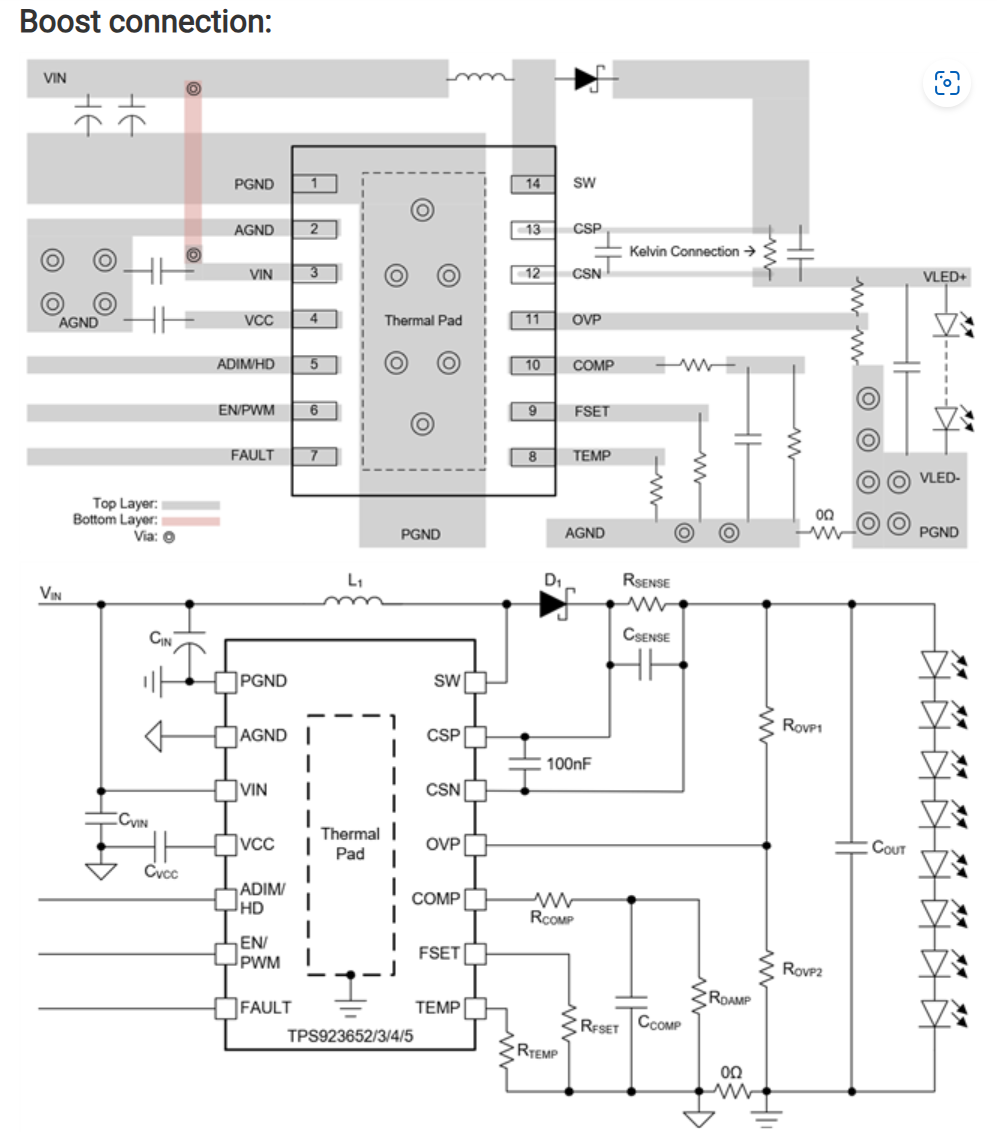 Boost connection:
VIN
PGND 1
14 SW
AGND 2
13 CSP
Kelvin Connection →
VIN 3
12 CSN
VLED+
AGND
VCC 4
Thermal Pad
11 OVP
ADIM/HD 5
10 COMP
EN/PWM 6
9 FSET
FAULT 7
8 TEMP
VLED-
Top Layer:
Bottom Layer:
Via:
PGND
AGND
0Ω
PGND
VIN
L1
D1
RSENSE
CIN
CSENSE
PGND
SW
AGND
CSP
ROVP1
100nF
VIN
CSN
CVIN
Thermal
Pad
VCC
OVP
COUT
CVCC
ADIM/
HD
COMP
RCOMP
EN/
PWM
FSET
ROVP2
RDAMP
FAULT
TEMP
RFSET
CCOMP
TPS923652/3/4/5
RTEMP
0Ω